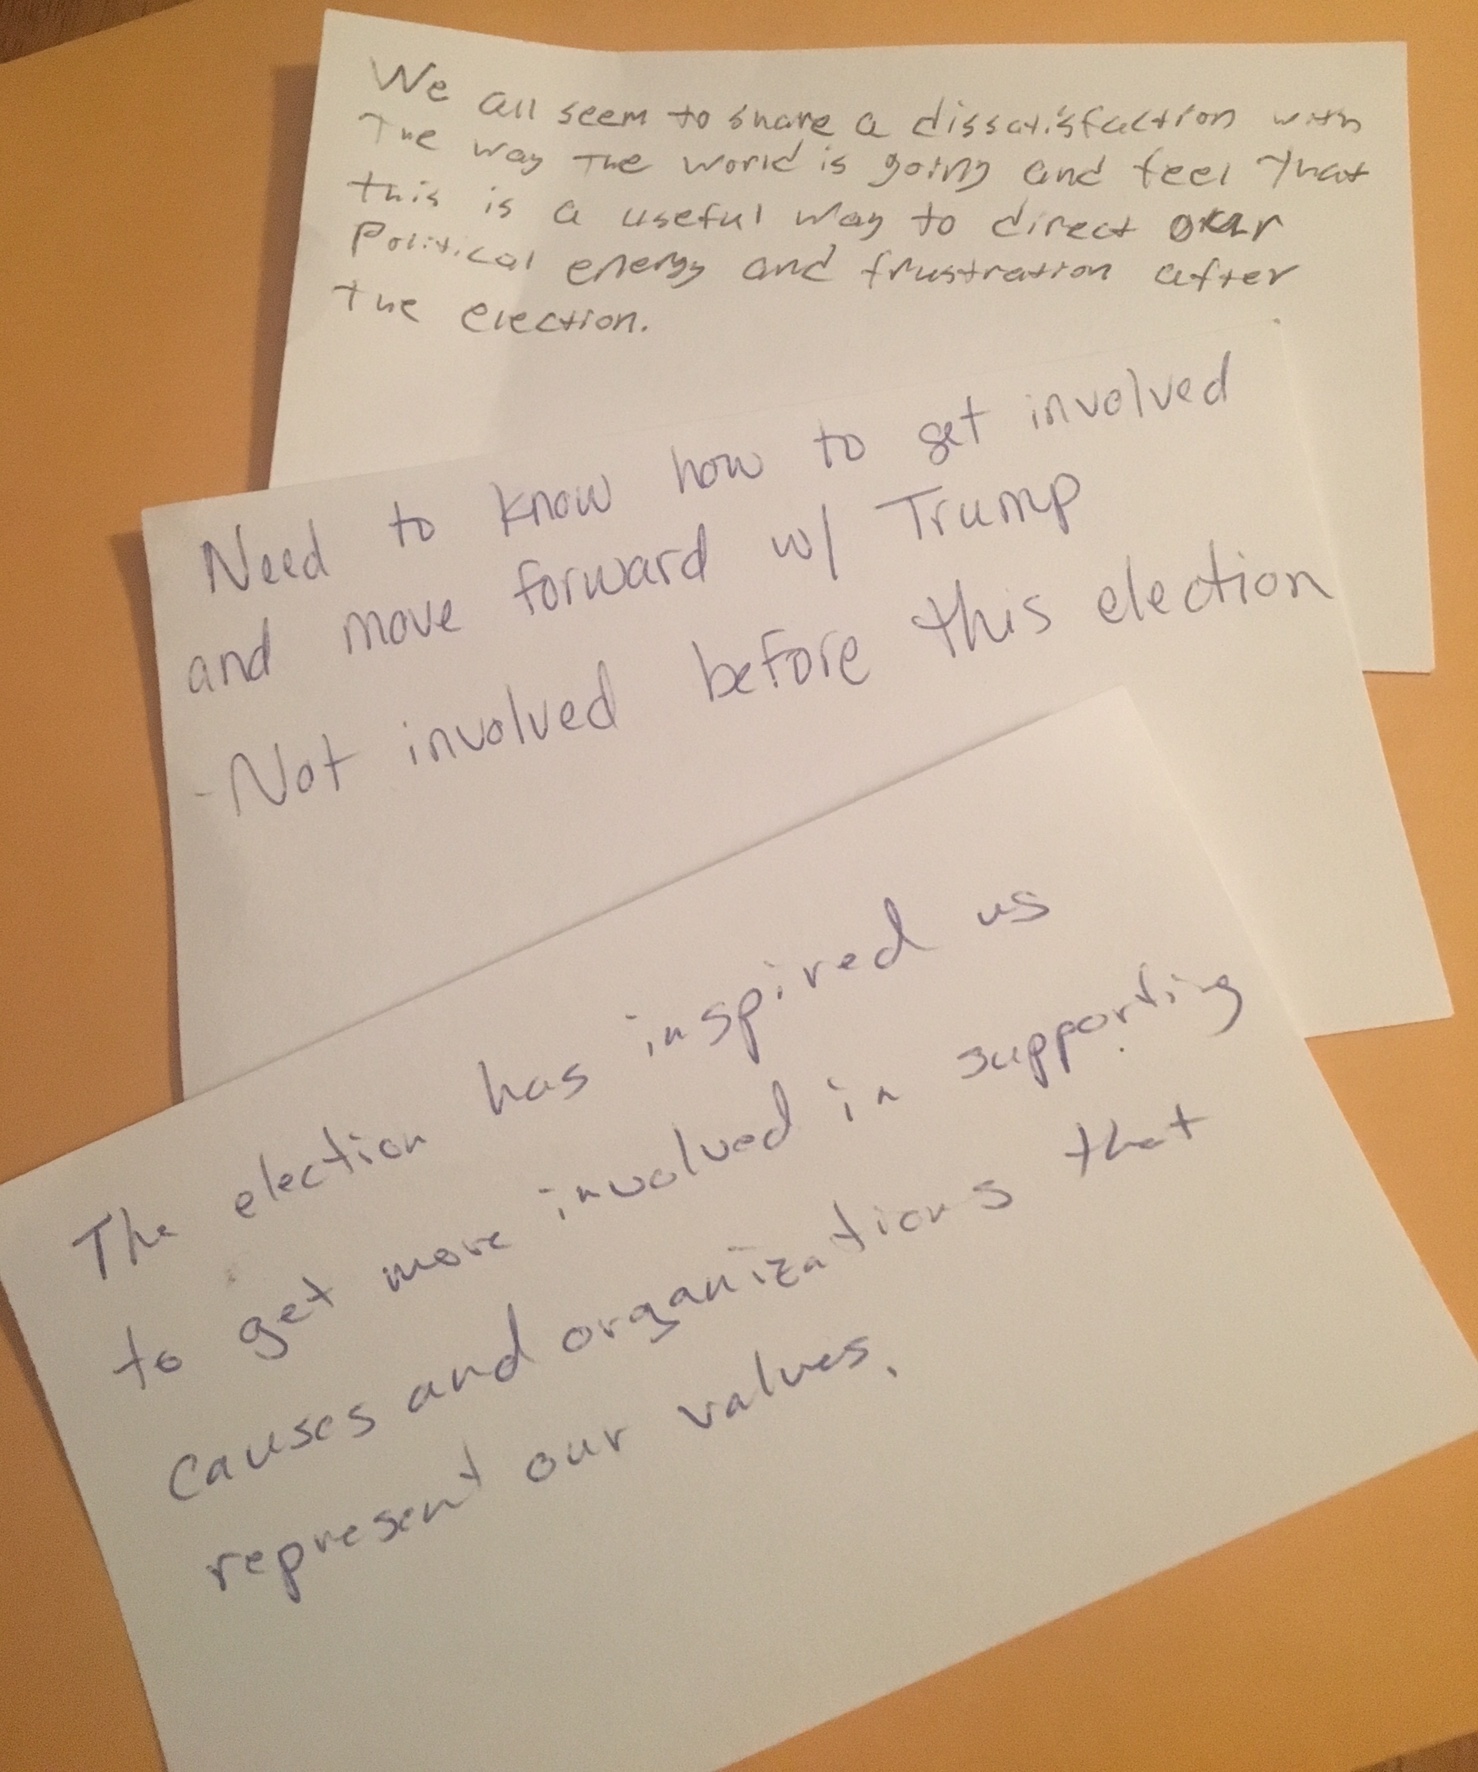 We all seem to share a dissatisfaction with
The way The world is going and feel That
this is a useful way to direct our
Political energy and frustration after
the election.
Need to know how to get involved
and move forward w/ Trump
- Not involved before this election
The election has inspired us
to get more involved in supporting
causes and organizations that
represent our values.